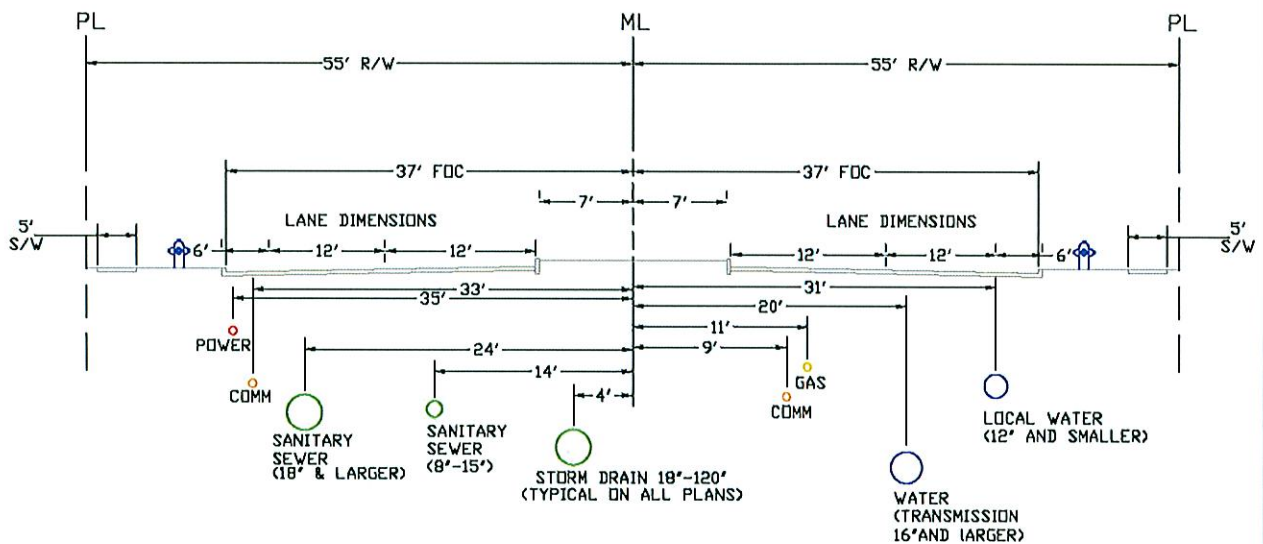 PL
ML
PL
55' R/W
55' R/W
37' FOC
37' FOC
7'
7'
LANE DIMENSIONS
LANE DIMENSIONS
5'
S/W
6'
12'
12'
12'
12'
6'
5'
S/W
33'
31'
35'
20'
11'
POWER
24'
9'
14'
GAS
COMM
4'
COMM
LOCAL WATER
(12" AND SMALLER)
SANITARY
SEWER
(18" & LARGER)
SANITARY
SEWER
(8"-15")
STORM DRAIN 18"-120"
(TYPICAL ON ALL PLANS)
WATER
(TRANSMISSION
16"AND LARGER)